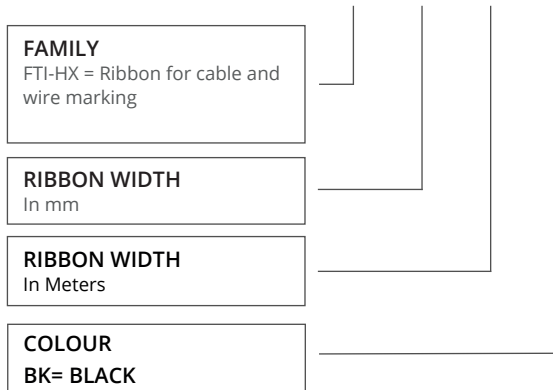 FAMILY
FTI-HX = Ribbon for cable and
wire marking
RIBBON WIDTH
In mm
RIBBON WIDTH
In Meters
COLOUR
BK= BLACK